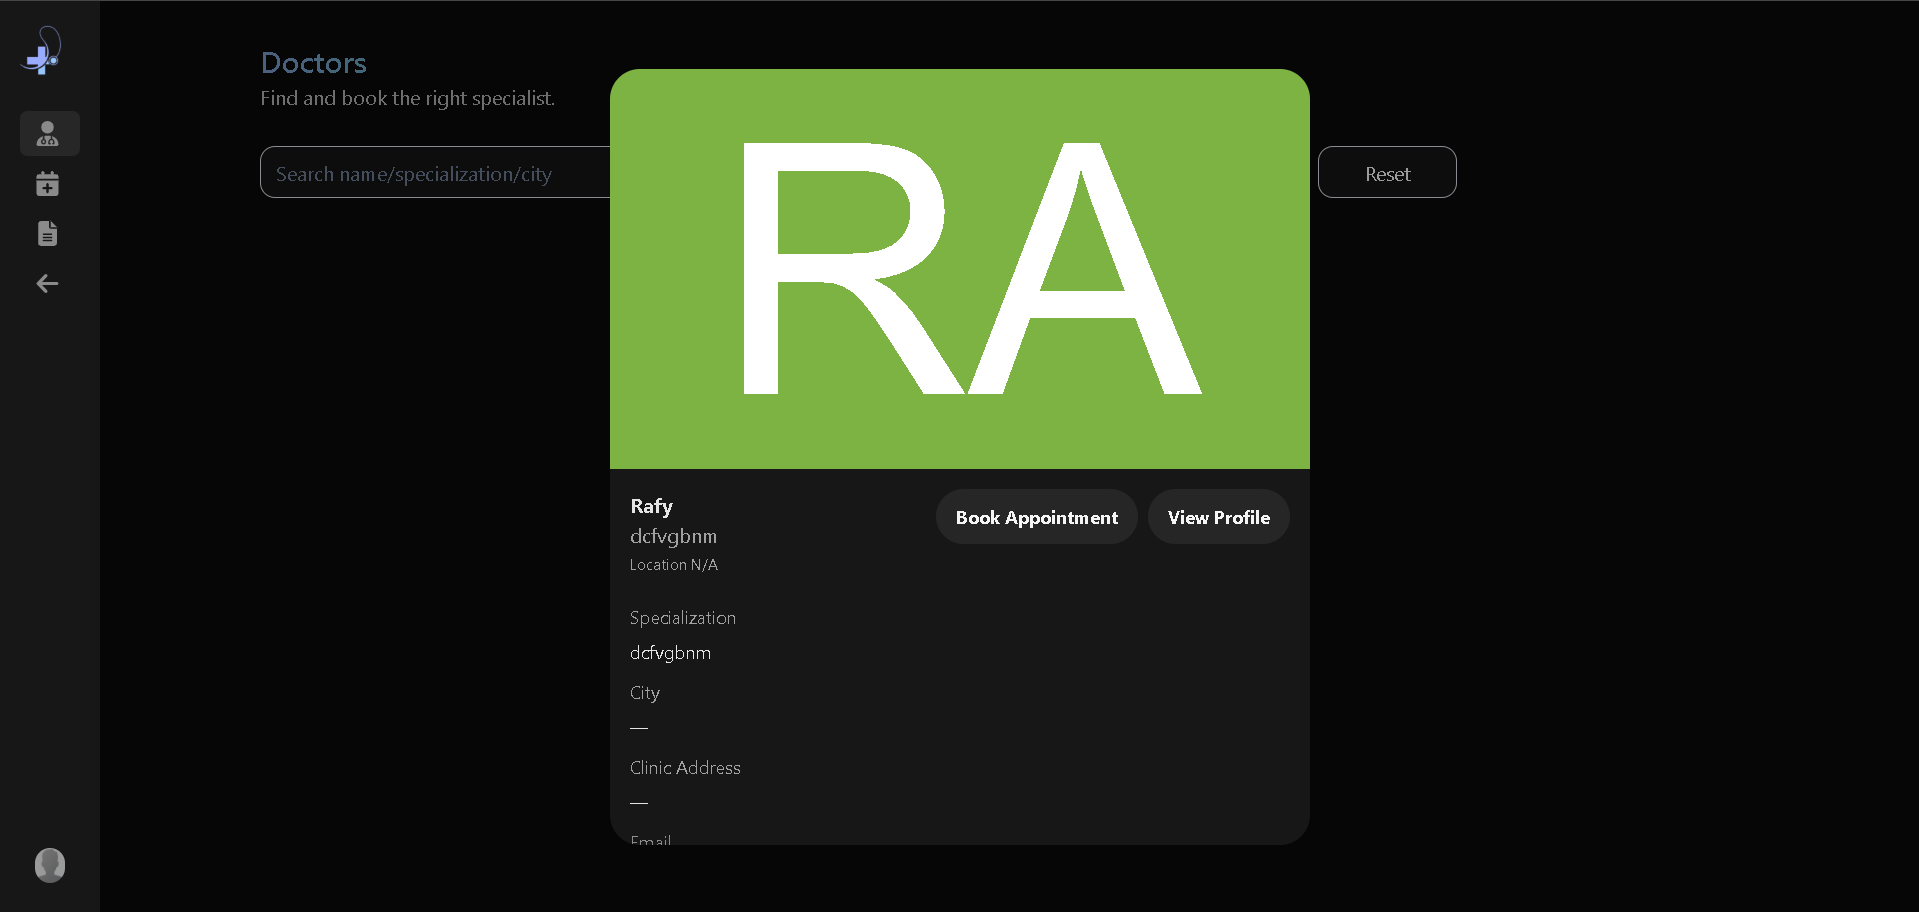 Doctors
Find and book the right specialist.
Search name/specialization/city
Reset
RA
Rafy
dcfvgbnm
Location N/A
Book Appointment
View Profile
Specialization
dcfvgbnm
City
—
Clinic Address
—
Email